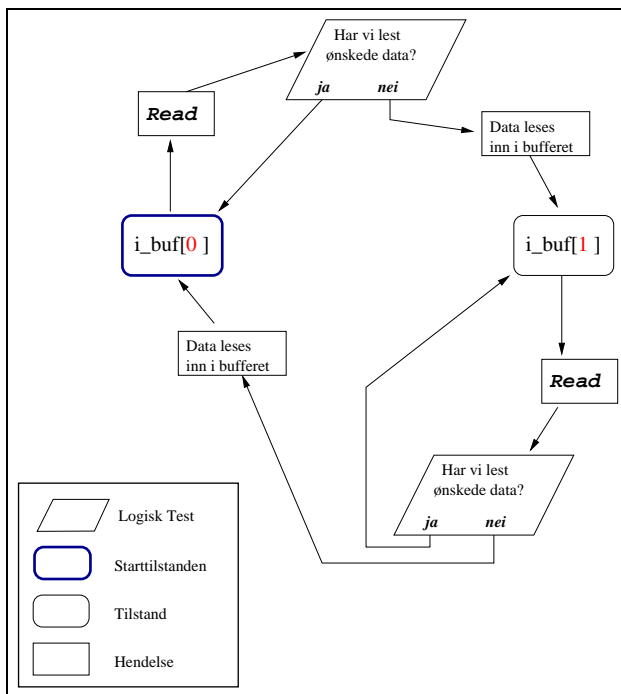 Har vi lest
ønskede data?
ja nei
Read
Data leses
inn i bufferet
i_buf[0 ]
i_buf[1 ]
Data leses
inn i bufferet
Read
Har vi lest
ønskede data?
ja nei
Logisk Test
Starttilstanden
Tilstand
Hendelse